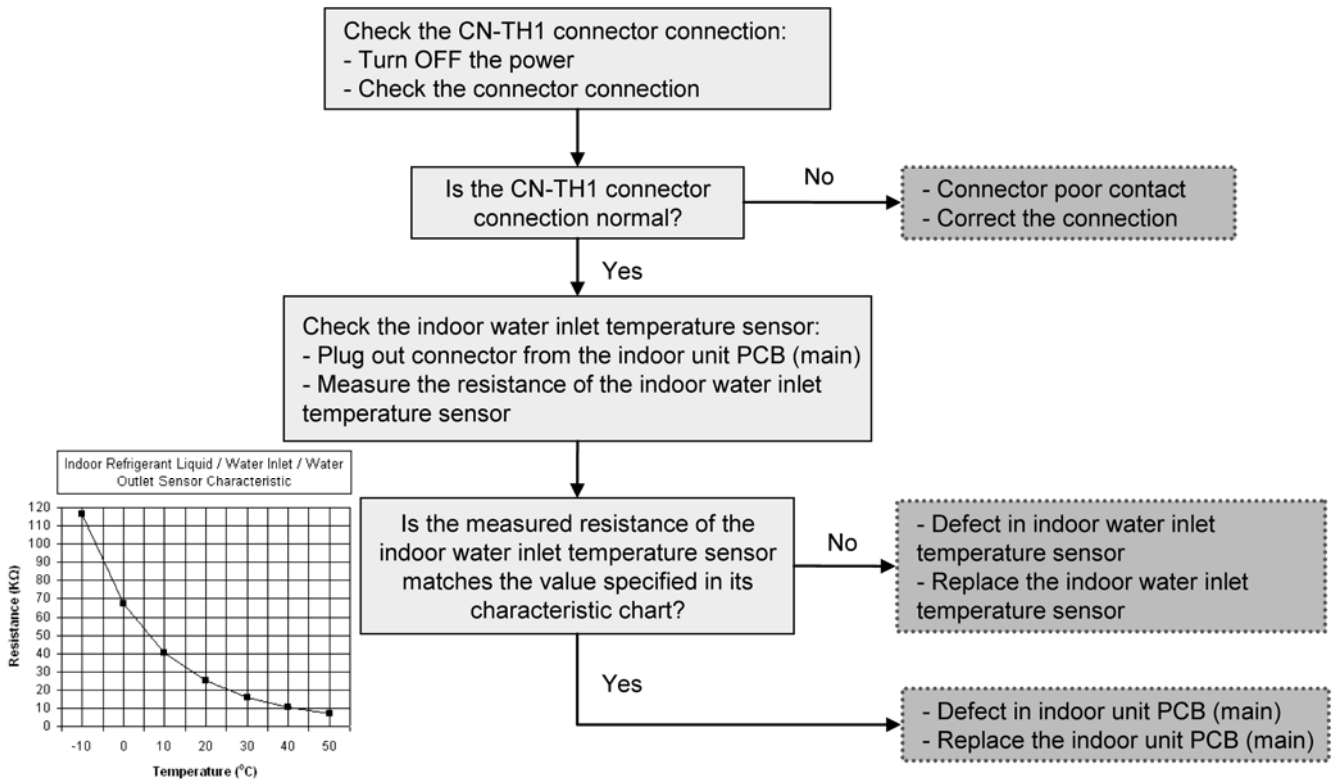 Check the CN-TH1 connector connection:
- Turn OFF the power
- Check the connector connection
Is the CN-TH1 connector
connection normal?
No
- Connector poor contact
- Correct the connection
Yes
Check the indoor water inlet temperature sensor:
- Plug out connector from the indoor unit PCB (main)
- Measure the resistance of the indoor water inlet
temperature sensor
Indoor Refrigerant Liquid / Water Inlet / Water
Outlet Sensor Characteristic
Resistance (KΩ)
120
110
100
90
80
70
60
50
40
30
20
10
0
-10 0 10 20 30 40 50
Temperature (⁰C)
Is the measured resistance of the
indoor water inlet temperature sensor
matches the value specified in its
characteristic chart?
No
- Defect in indoor water inlet
temperature sensor
- Replace the indoor water inlet
temperature sensor
Yes
- Defect in indoor unit PCB (main)
- Replace the indoor unit PCB (main)